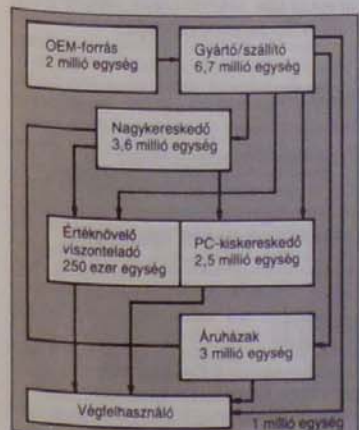 OEM-forrás
2 millió egység
Gyártó/szállító
6,7 millió egység
Nagykereskedő
3,6 millió egység
Értéknövelő
viszonteladó
250 ezer egység
PC-kiskereskedő
2,5 millió egység
Áruházak
3 millió egység
Végfelhasználó
1 millió egység